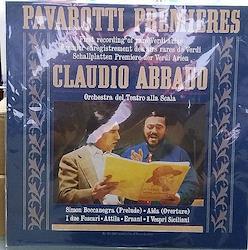 PAVAROTTI PREMIERES
First recording of rare Verdi arias
Premier enregistrement des airs rares de Verdi
Schallplatten Premiere der Verdi Arien
CLAUDIO ABBADO
Orchestra del Teatro alla Scala
Simon Boccanegra (Prelude) - Aïda (Overture)
I due Foscari - Attila - Ernani - I Vespri Siciliani